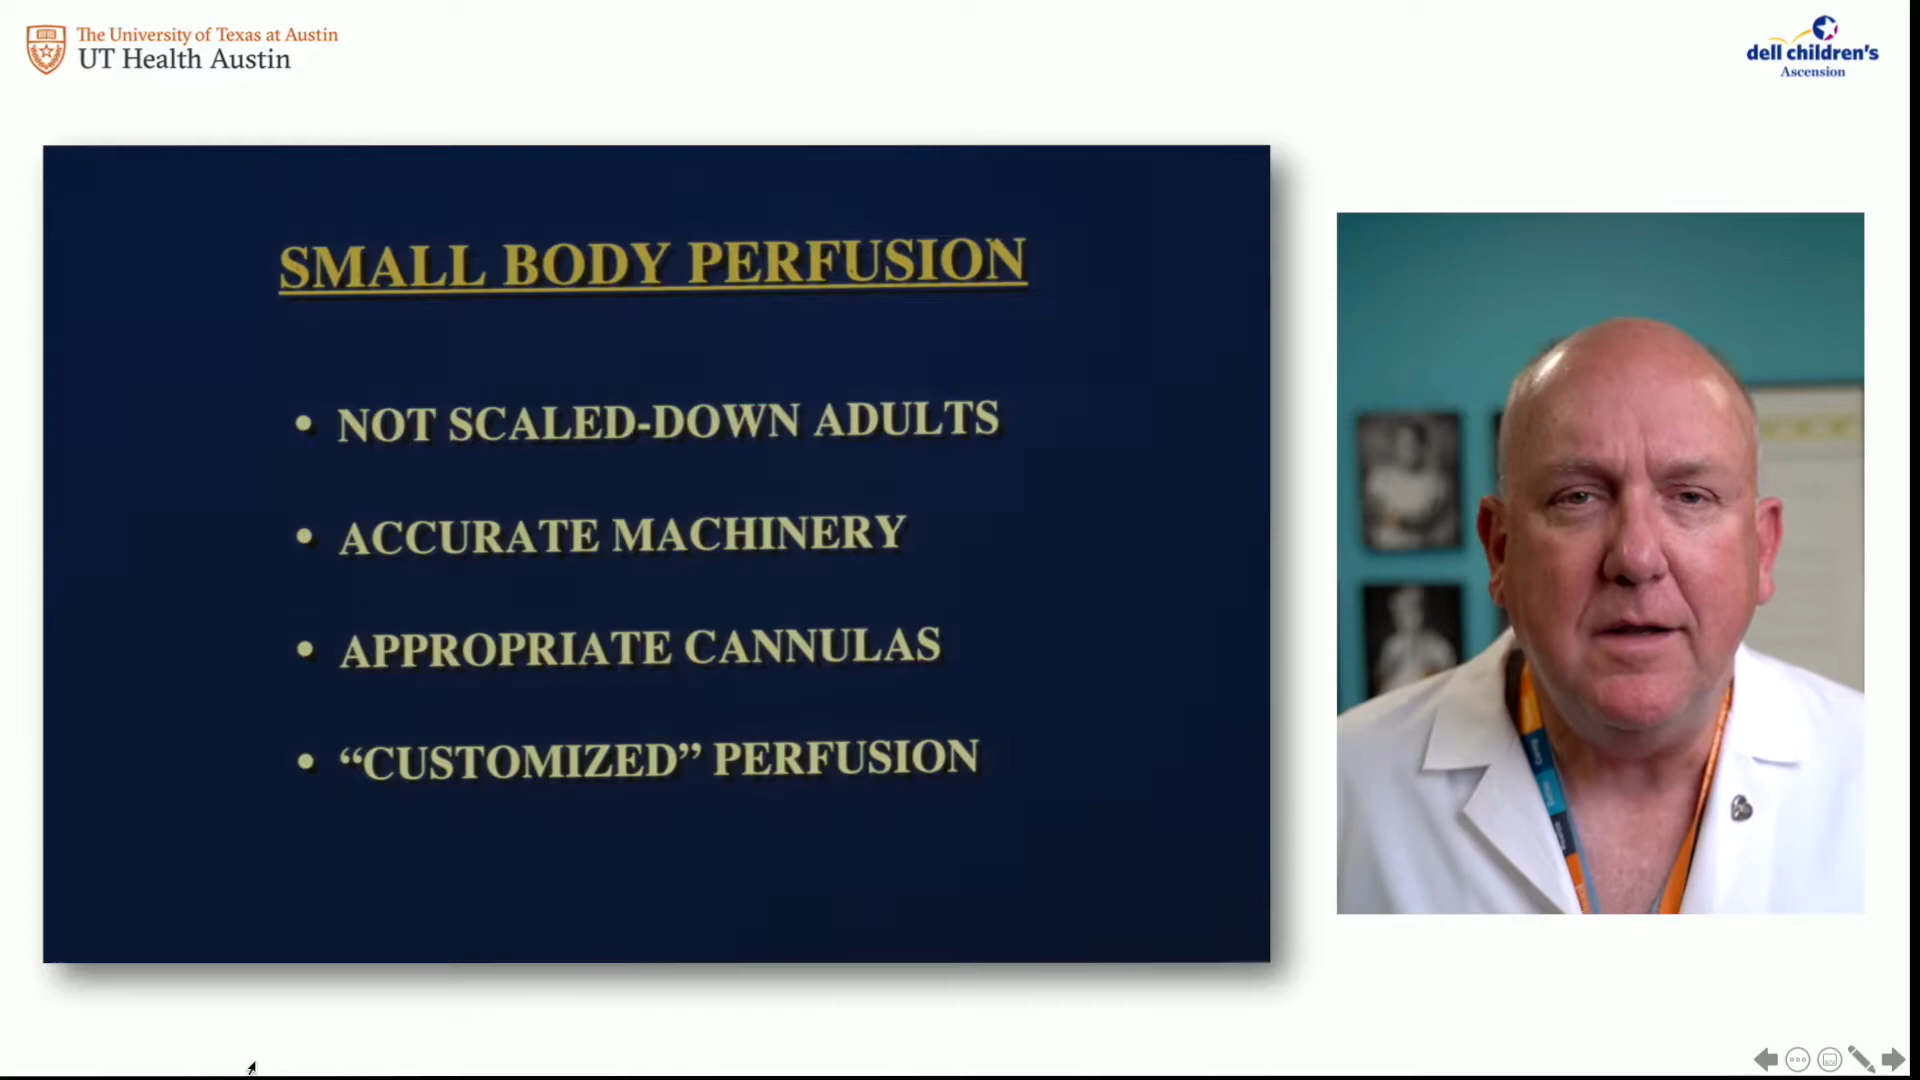 The University of Texas at Austin
UT Health Austin
dell children's
Ascension
SMALL BODY PERFUSION
• NOT SCALED-DOWN ADULTS
• ACCURATE MACHINERY
• APPROPRIATE CANNULAS
• “CUSTOMIZED” PERFUSION